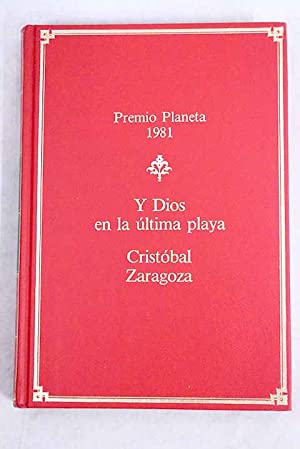 Premio Planeta
1981
Y Dios
en la última playa
Cristóbal
Zaragoza